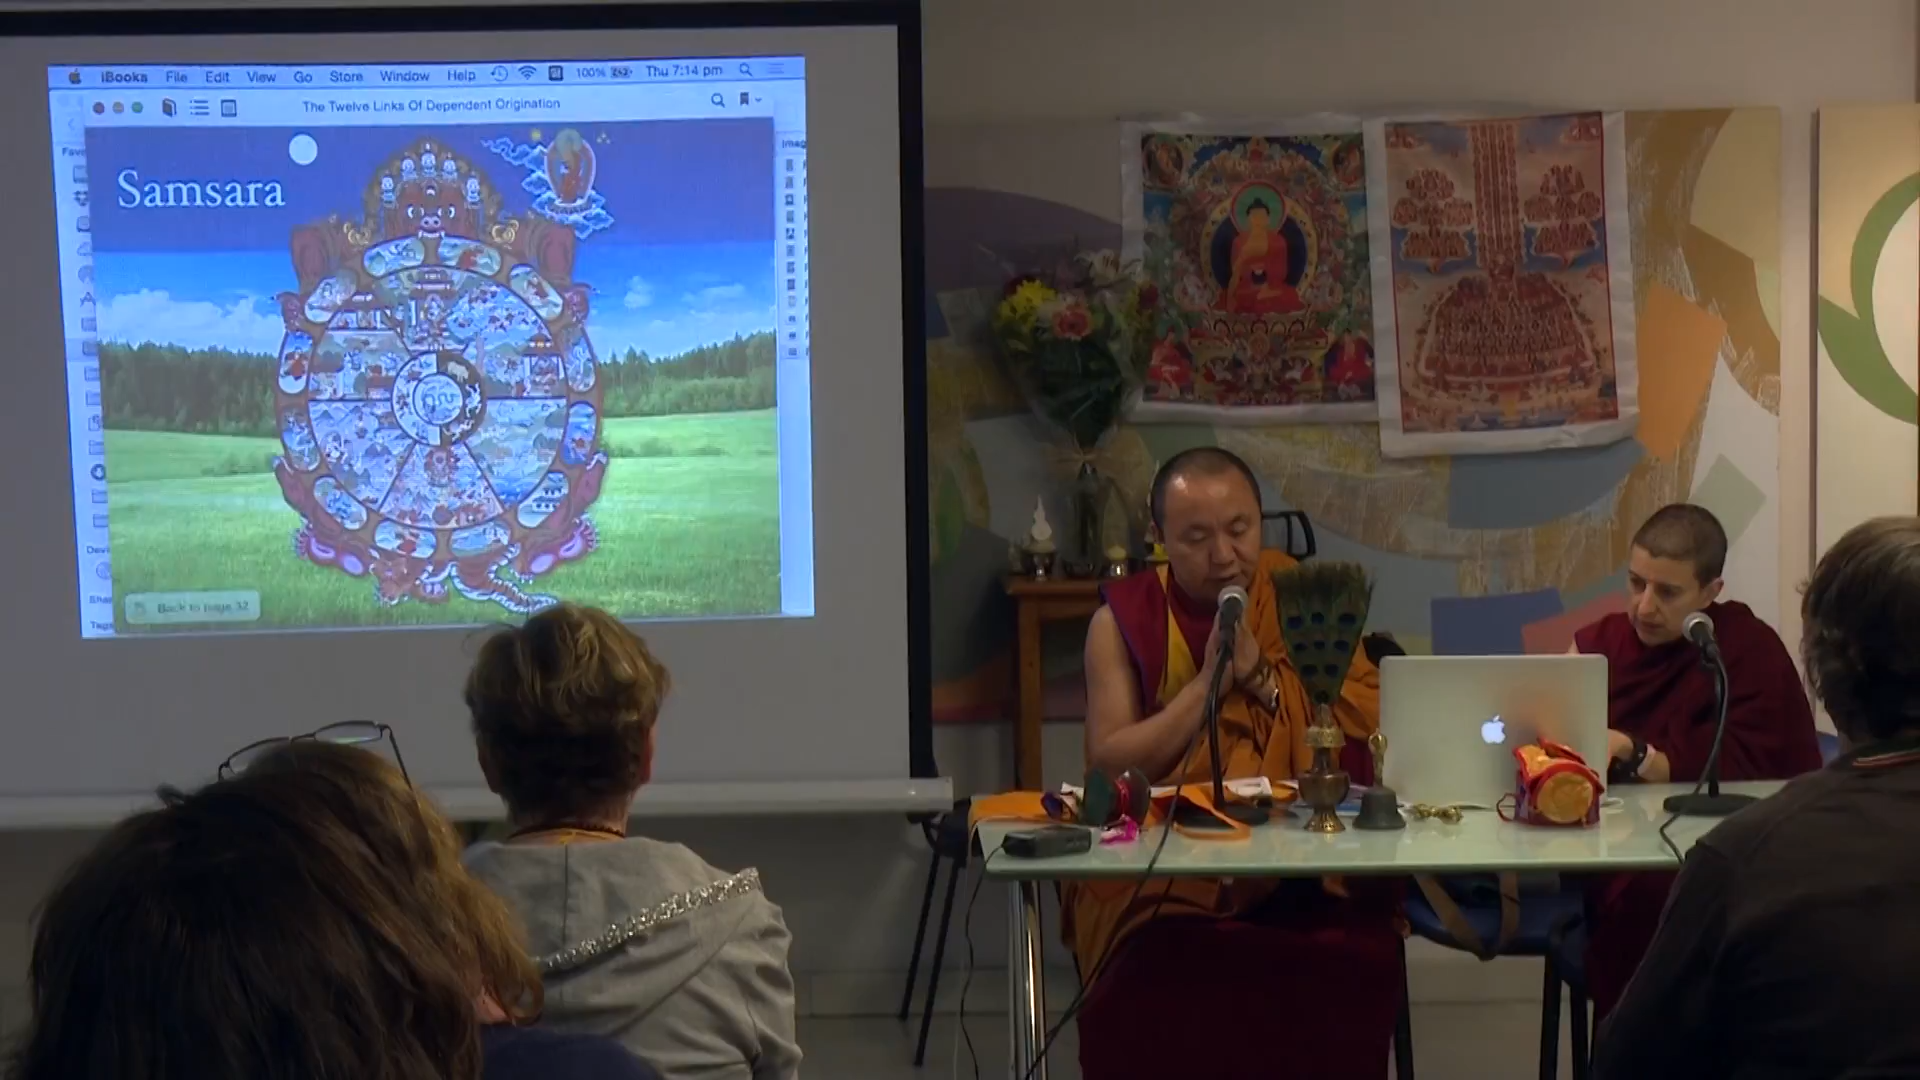 iBooks File Edit View Go Store Window Help 100% Thu 7:14 pm
The Twelve Links Of Dependent Origination
Samsara
Back to page 32
Tags